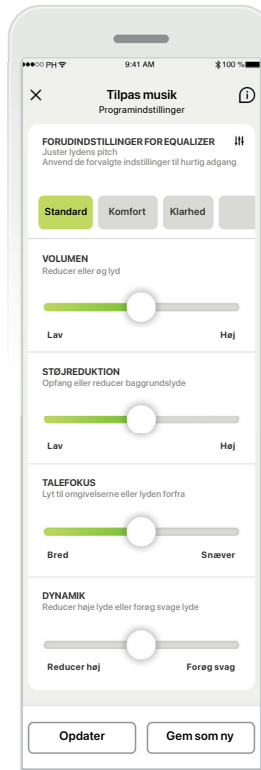 PH 9:41 AM 100 %
Tilpas musik
Programindstillinger
FORUDINDSTILLINGER FOR EQUALIZER
Juster lydens pitch
Anvend de forvalgte indstillinger til hurtig adgang
Standard Komfort Klarhed
VOLUMEN
Reducer eller øg lyd
Lav Høj
STØJREDUKTION
Opfang eller reducer baggrundslyde
Lav Høj
TALEFOKUS
Lyt til omgivelserne eller lyden forfra
Bred Snæver
DYNAMIK
Reducer høje lyde eller forøg svage lyde
Reducer høj Forøg svag
Opdater Gem som ny